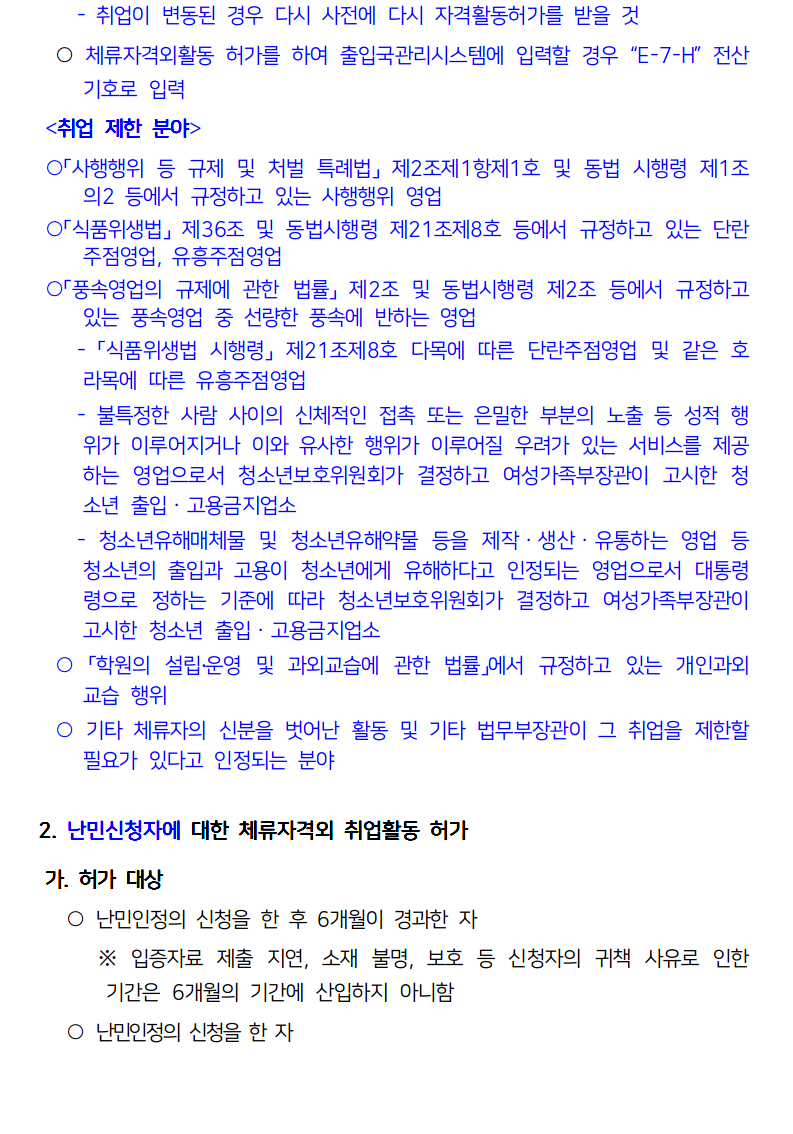 - 취업이 변동된 경우 다시 사전에 다시 자격활동허가를 받을 것
○ 체류자격외활동 허가를 하여 출입국관리시스템에 입력할 경우 “E-7-H” 전산
기호로 입력
<취업 제한 분야>
○「사행행위 등 규제 및 처벌 특례법」 제2조제1항제1호 및 동법 시행령 제1조
의2 등에서 규정하고 있는 사행행위 영업
○「식품위생법」 제36조 및 동법시행령 제21조제8호 등에서 규정하고 있는 단란
주점영업, 유흥주점영업
○「풍속영업의 규제에 관한 법률」 제2조 및 동법시행령 제2조 등에서 규정하고
있는 풍속영업 중 선량한 풍속에 반하는 영업
- 「식품위생법 시행령」 제21조제8호 다목에 따른 단란주점영업 및 같은 호
라목에 따른 유흥주점영업
- 불특정한 사람 사이의 신체적인 접촉 또는 은밀한 부분의 노출 등 성적 행
위가 이루어지거나 이와 유사한 행위가 이루어질 우려가 있는 서비스를 제공
하는 영업으로서 청소년보호위원회가 결정하고 여성가족부장관이 고시한 청
소년 출입·고용금지업소
- 청소년유해매체물 및 청소년유해약물 등을 제작·생산·유통하는 영업 등
청소년의 출입과 고용이 청소년에게 유해하다고 인정되는 영업으로서 대통령
령으로 정하는 기준에 따라 청소년보호위원회가 결정하고 여성가족부장관이
고시한 청소년 출입·고용금지업소
○ 「학원의 설립·운영 및 과외교습에 관한 법률」에서 규정하고 있는 개인과외
교습 행위
○ 기타 체류자의 신분을 벗어난 활동 및 기타 법무부장관이 그 취업을 제한할
필요가 있다고 인정되는 분야
2. 난민신청자에 대한 체류자격외 취업활동 허가
가. 허가 대상
○ 난민인정의 신청을 한 후 6개월이 경과한 자
※ 입증자료 제출 지연, 소재 불명, 보호 등 신청자의 귀책 사유로 인한
기간은 6개월의 기간에 산입하지 아니함
○ 난민인정의 신청을 한 자